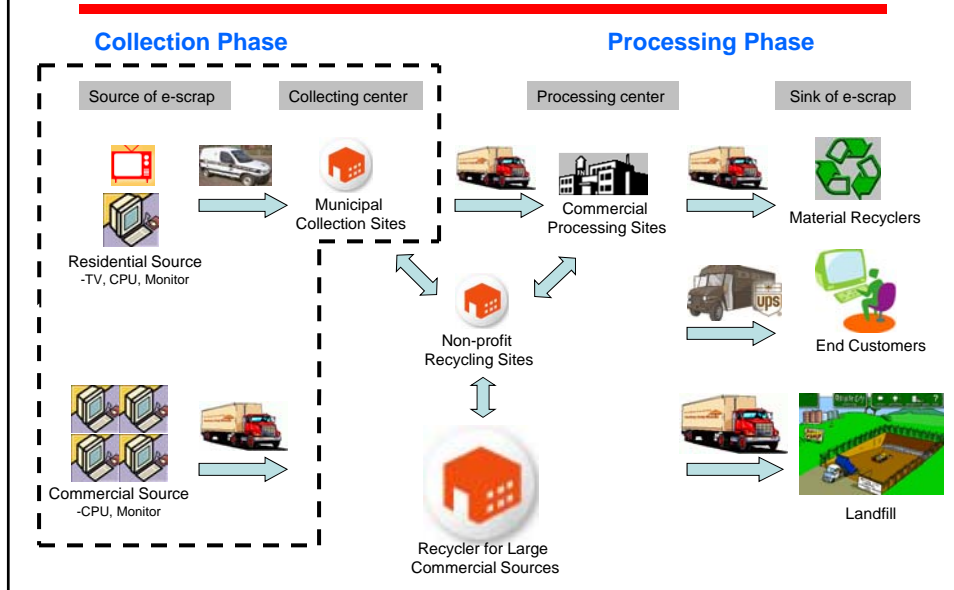 Collection Phase
Processing Phase
Source of e-scrap
Collecting center
Processing center
Sink of e-scrap
Municipal
Collection Sites
Commercial
Processing Sites
Material Recyclers
Residential Source
-TV, CPU, Monitor
ups
Non-profit
Recycling Sites
End Customers
Commercial Source
-CPU, Monitor
Landfill
Recycler for Large
Commercial Sources